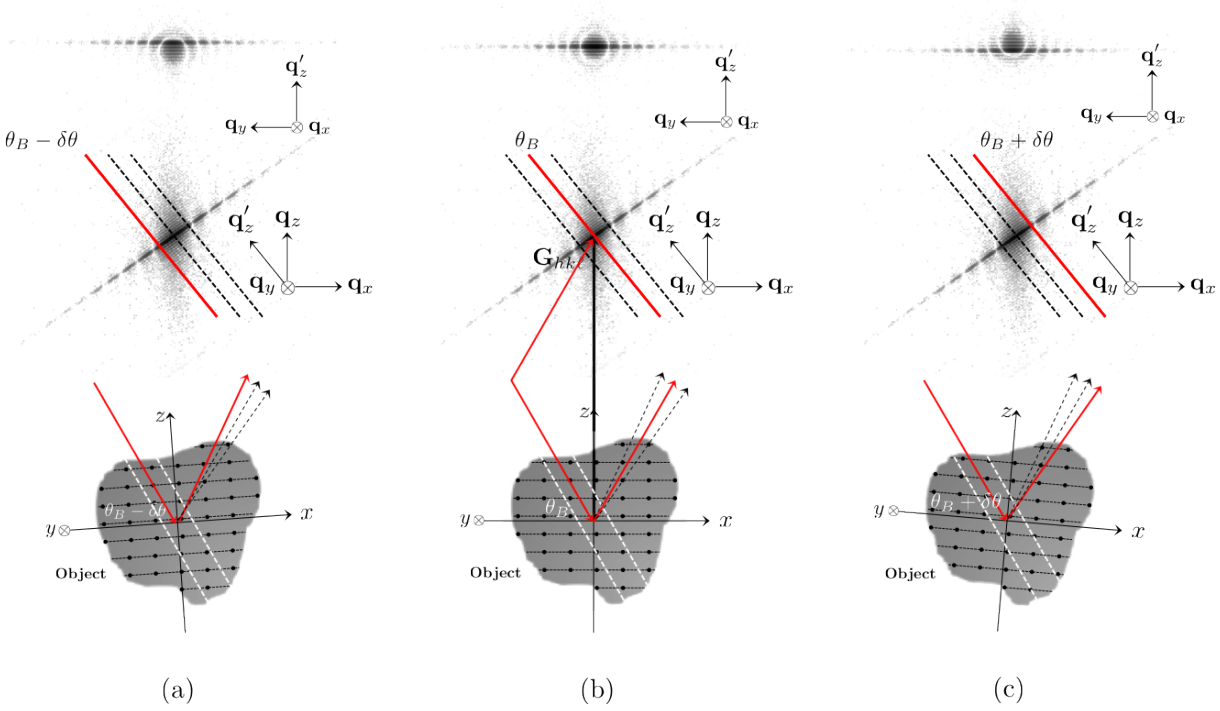 q′z
qy ⊗ qx
θB − δθ
q′z
qz
qy ⊗
qx
z
θB − δθ
y ⊗
x
Object
(a)
q′z
qy ⊗ qx
θB
q′z
qz
Ghk
qy ⊗
qx
z
θB
y ⊗
x
Object
(b)
q′z
qy ⊗ qx
θB + δθ
q′z
qz
qy ⊗
qx
z
θB + δθ
y ⊗
x
Object
(c)